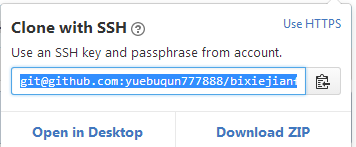 Clone with SSH
Use HTTPS
Use an SSH key and passphrase from account.
git@github.com:yuebuqun777888/bixiejian
Open in Desktop
Download ZIP